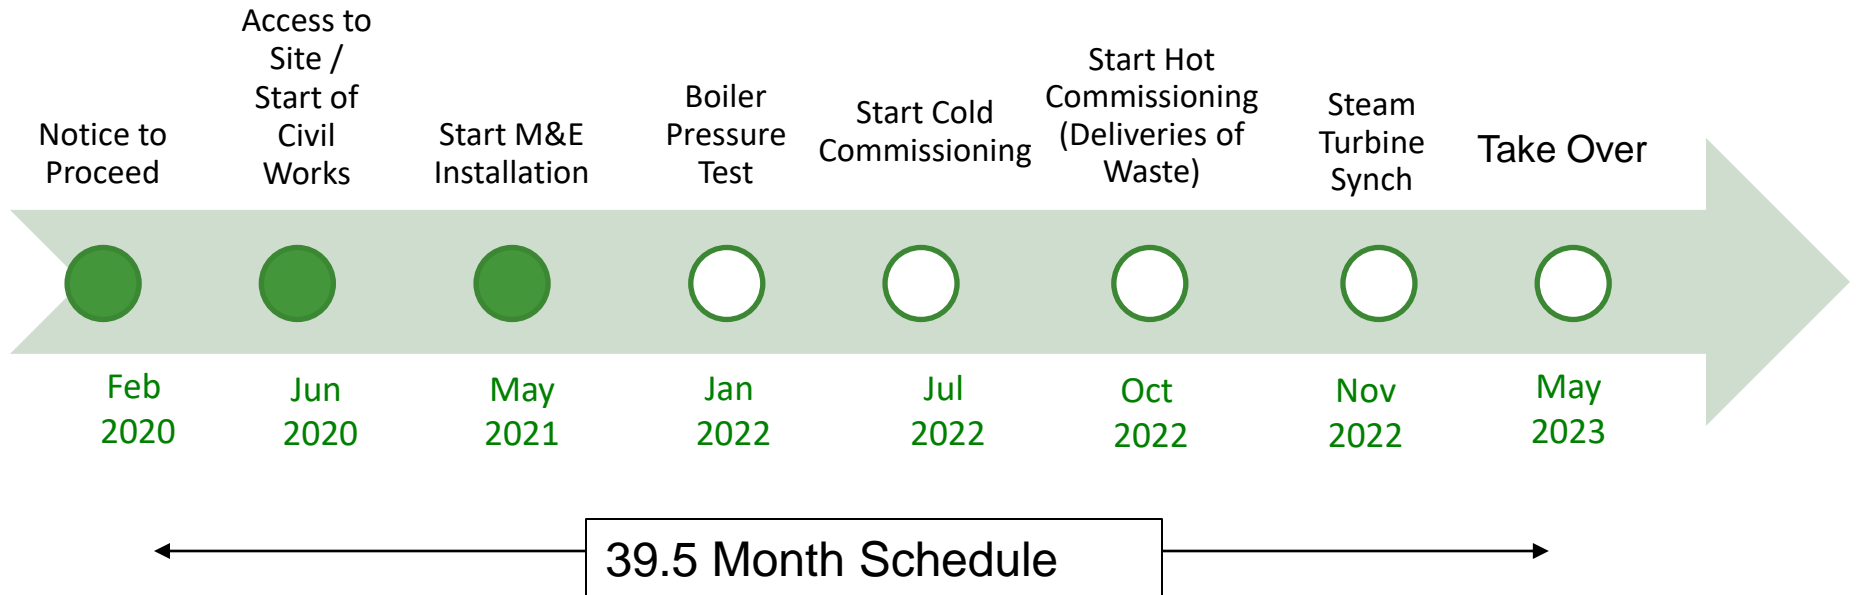 Notice to
Proceed
Access to
Site /
Start of
Civil
Works
Start M&E
Installation
Boiler
Pressure
Test
Start Cold
Commissioning
Start Hot
Commissioning
(Deliveries of
Waste)
Steam
Turbine
Synch
Take Over
Feb
2020
Jun
2020
May
2021
Jan
2022
Jul
2022
Oct
2022
Nov
2022
May
2023
39.5 Month Schedule